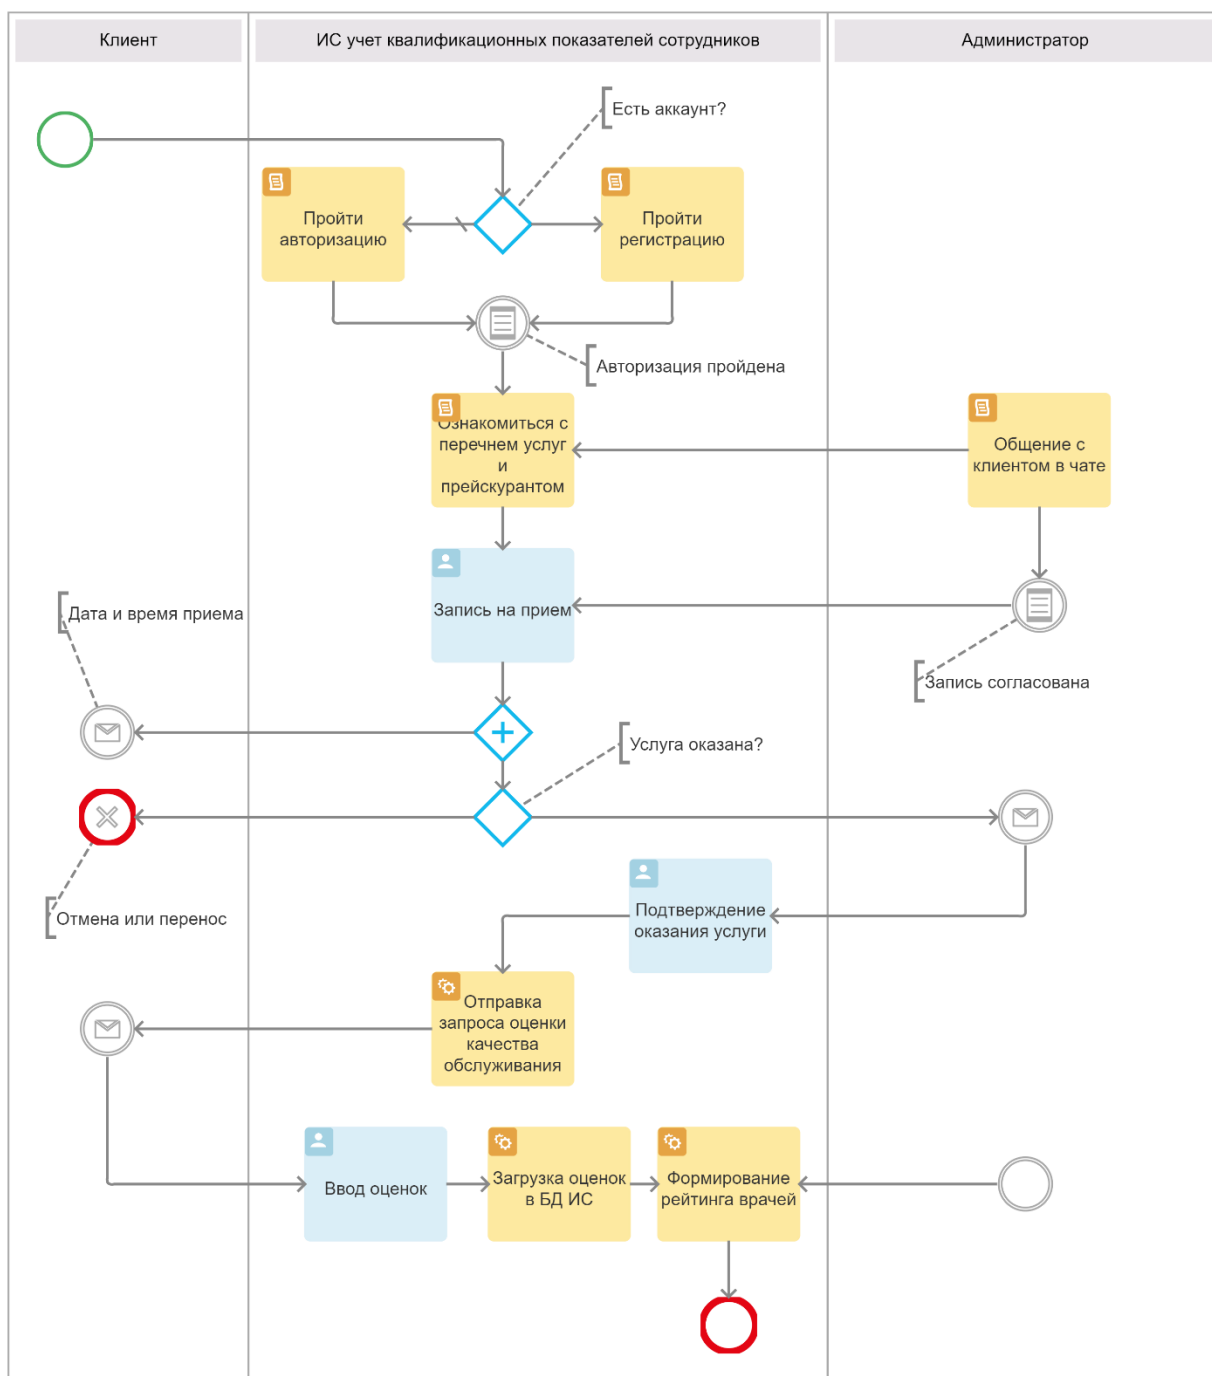 Клиент
ИС учет квалификационных показателей сотрудников
Администратор
Есть аккаунт?
Пройти
авторизацию
Пройти
регистрацию
Авторизация пройдена
Ознакомиться с
перечнем услуг
и
прейскурантом
Общение с
клиентом в чате
Запись на прием
Дата и время приема
Запись согласована
Услуга оказана?
Отмена или перенос
Подтверждение
оказания услуги
Отправка
запроса оценки
качества
обслуживания
Ввод оценок
Загрузка оценок
в БД ИС
Формирование
рейтинга врачей